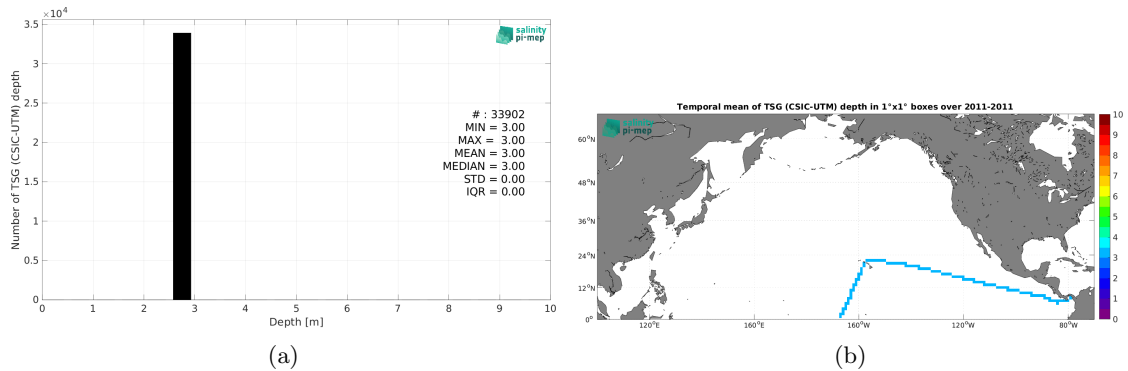 ×10⁴
3.5
3
2.5
2
1.5
1
0.5
0
Number of TSG (CSIC-UTM) depth
salinity
pi-mep
# : 33902
MIN = 3.00
MAX = 3.00
MEAN = 3.00
MEDIAN = 3.00
STD = 0.00
IQR = 0.00
0 1 2 3 4 5 6 7 8 9 10
Depth [m]
(a)
Temporal mean of TSG (CSIC-UTM) depth in 1°x1° boxes over 2011-2011
salinity
pi-mep
60°N
48°N
36°N
24°N
12°N
0°
120°E 160°E 160°W 120°W 80°W
10
9
8
7
6
5
4
3
2
1
0
(b)